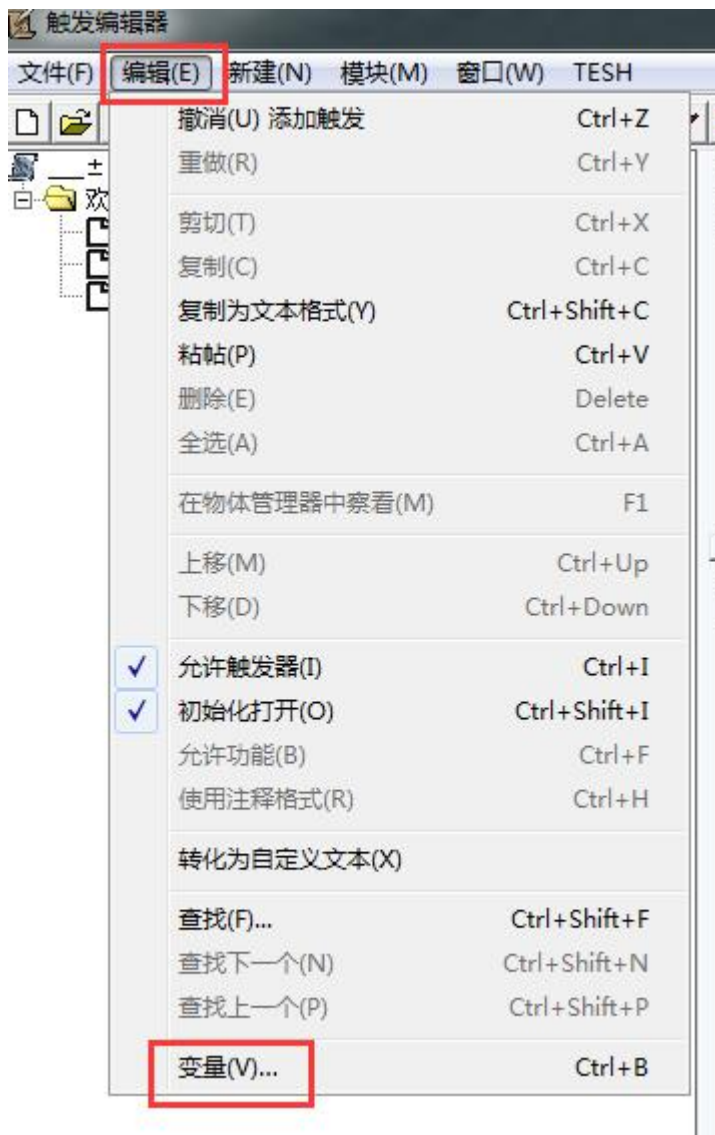 触发编辑器
文件(F) 编辑(E) 新建(N) 模块(M) 窗口(W) TESH
撤消(U) 添加触发 Ctrl+Z
重做(R) Ctrl+Y
剪切(T) Ctrl+X
复制(C) Ctrl+C
复制为文本格式(Y) Ctrl+Shift+C
粘帖(P) Ctrl+V
删除(E) Delete
全选(A) Ctrl+A
在物体管理器中察看(M) F1
上移(M) Ctrl+Up
下移(D) Ctrl+Down
允许触发器(I) Ctrl+I
初始化打开(O) Ctrl+Shift+I
允许功能(B) Ctrl+F
使用注释格式(R) Ctrl+H
转化为自定义文本(X)
查找(F)... Ctrl+Shift+F
查找下一个(N) Ctrl+Shift+N
查找上一个(P) Ctrl+Shift+P
变量(V)... Ctrl+B
___±
欢